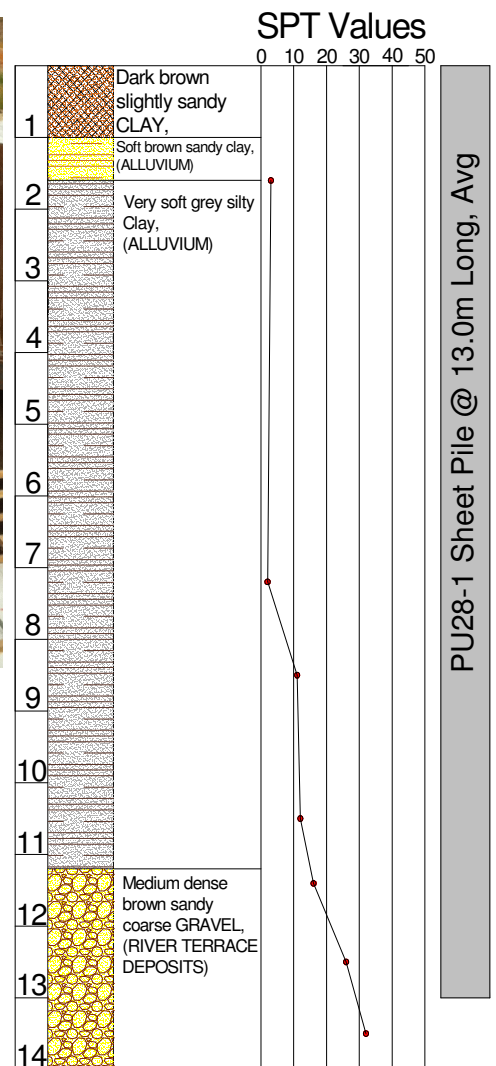 SPT Values
0 10 20 30 40 50
Dark brown
slightly sandy
CLAY,
1
Soft brown sandy clay,
(ALLUVIUM)
2
Very soft grey silty
Clay,
(ALLUVIUM)
3
4
5
6
7
8
9
10
11
Medium dense
brown sandy
coarse GRAVEL,
(RIVER TERRACE
DEPOSITS)
12
13
14
PU28-1 Sheet Pile @ 13.0m Long, Avg